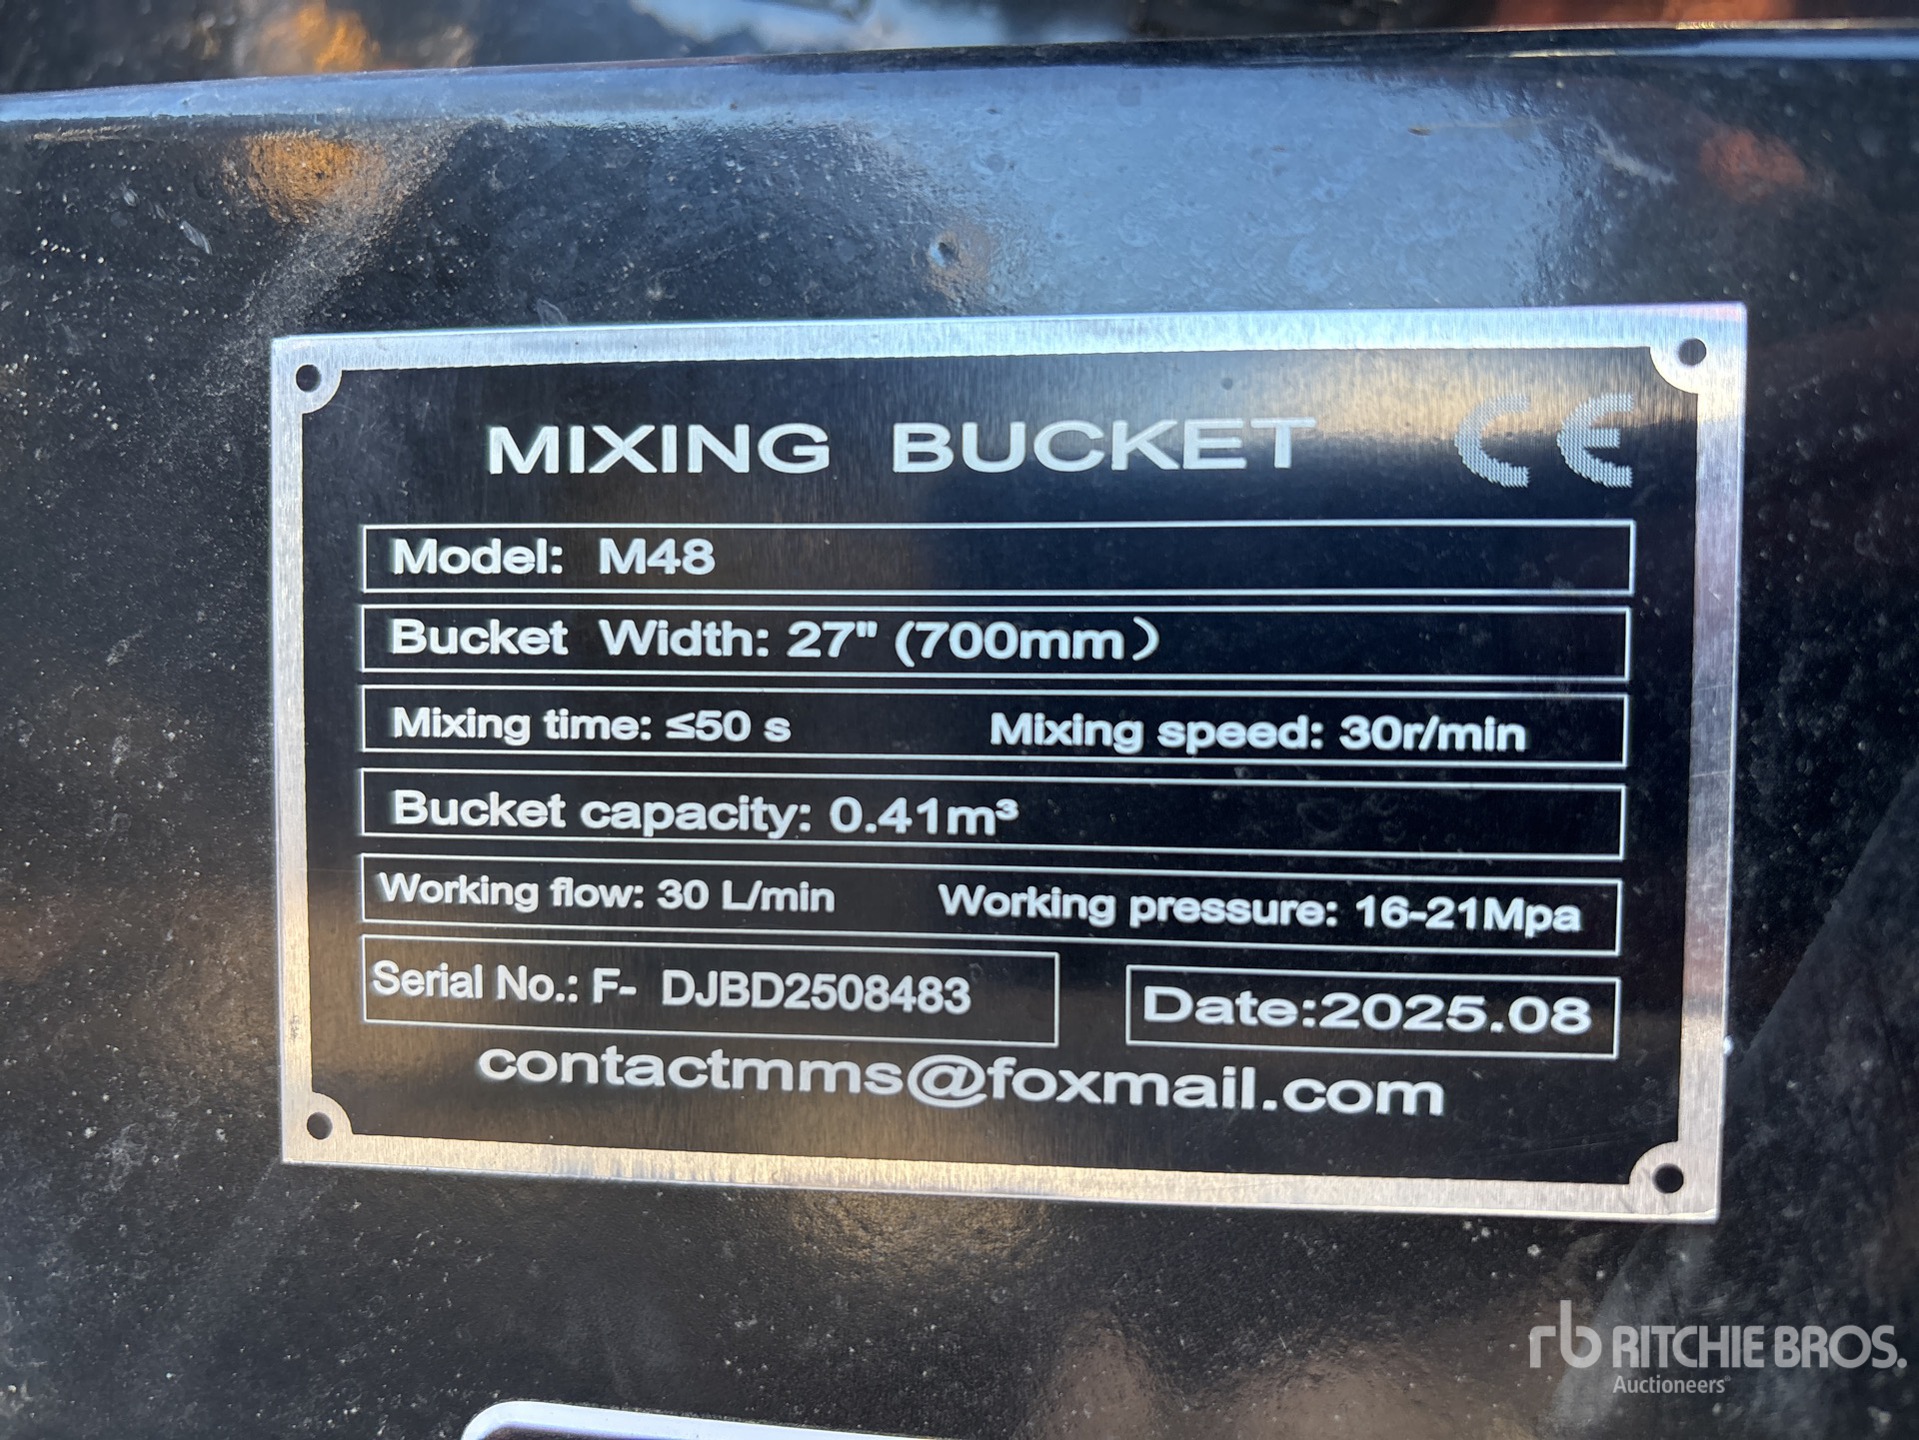 MIXING BUCKET CE
Model: M48
Bucket Width: 27" (700mm)
Mixing time: ≤50 s Mixing speed: 30r/min
Bucket capacity: 0.41m³
Working flow: 30 L/min Working pressure: 16-21Mpa
Serial No.: F- DJBD2508483 Date:2025.08
contactmms@foxmail.com
rb RITCHIE BROS.
Auctioneers